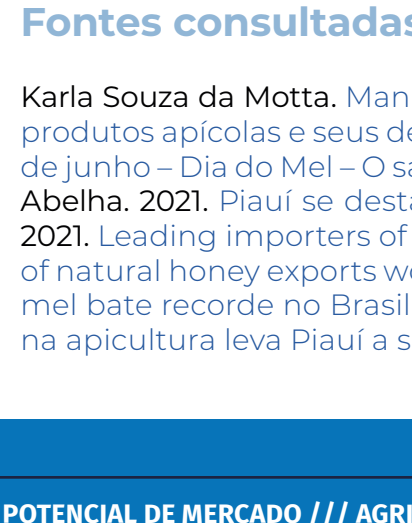 Fontes consultadas
Karla Souza da Motta. Man
produtos apícolas e seus de
de junho – Dia do Mel – O sa
Abelha. 2021. Piauí se desta
2021. Leading importers of
of natural honey exports wo
mel bate recorde no Brasil
na apicultura leva Piauí a s
POTENCIAL DE MERCADO /// AGRI